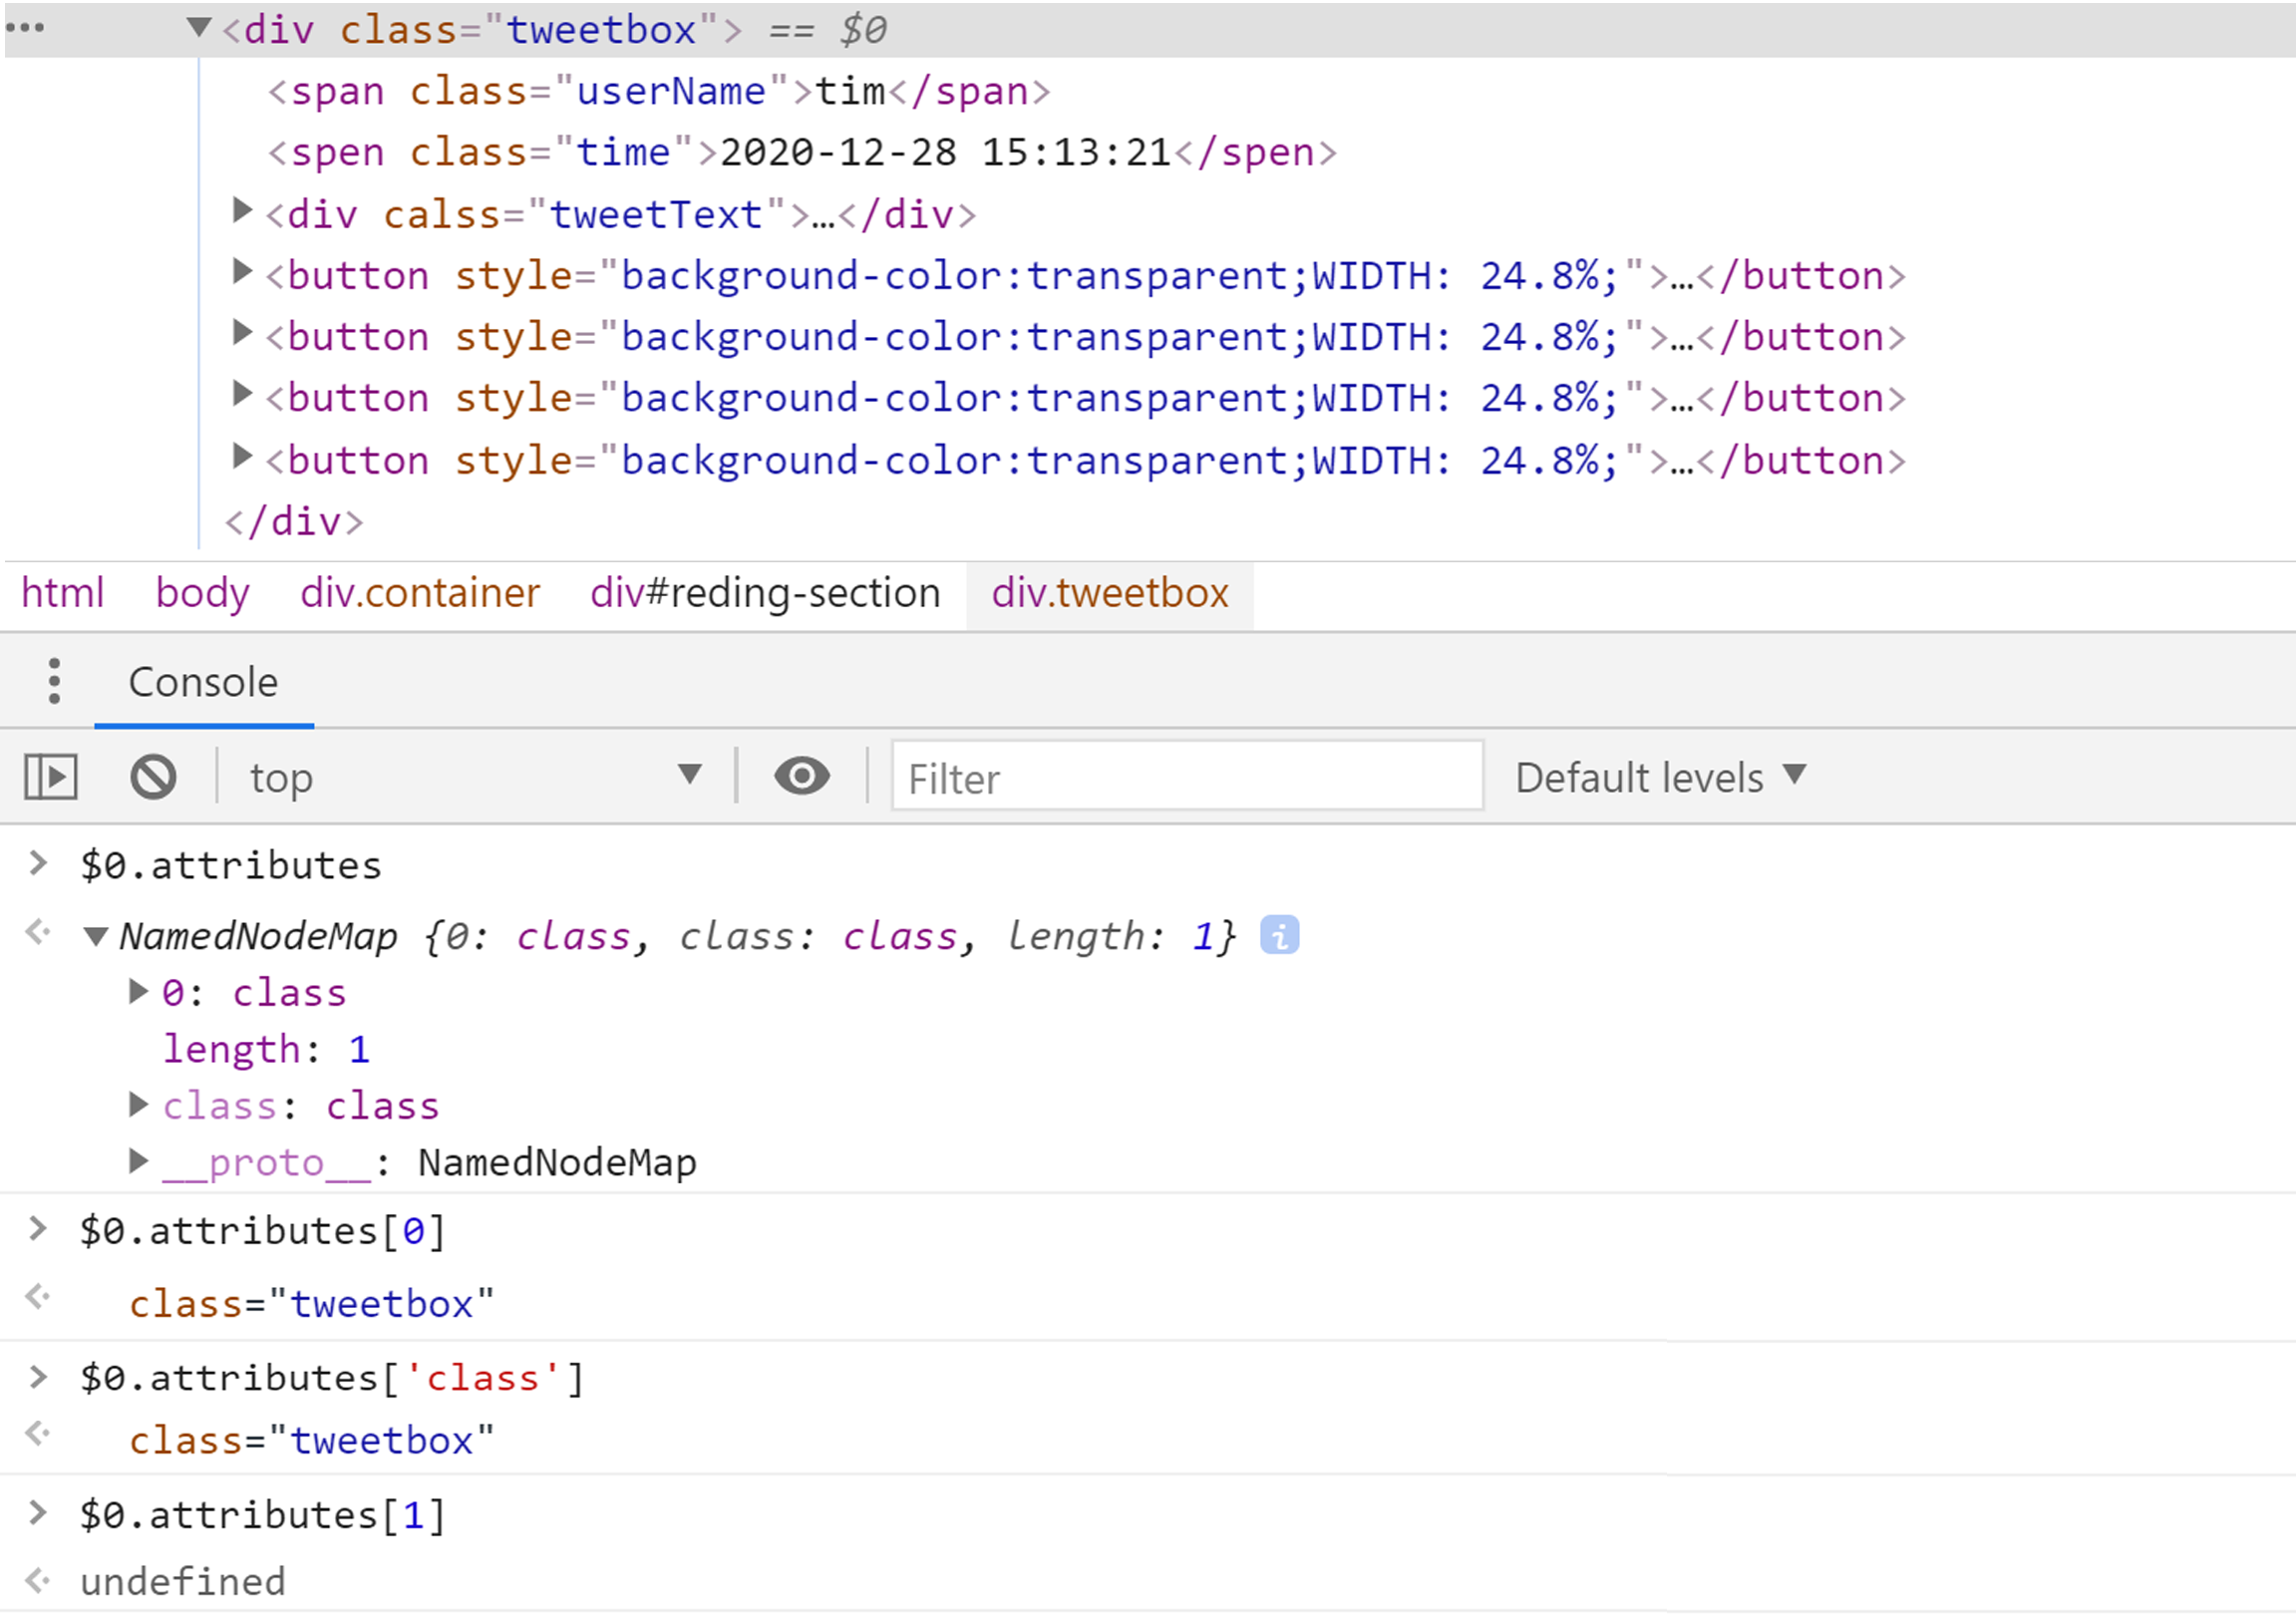 <div class="tweetbox"> == $0
<span class="userName">tim</span>
<spen class="time">2020-12-28 15:13:21</spen>
<div calss="tweetText">…</div>
<button style="background-color:transparent;WIDTH: 24.8%;">…</button>
<button style="background-color:transparent;WIDTH: 24.8%;">…</button>
<button style="background-color:transparent;WIDTH: 24.8%;">…</button>
<button style="background-color:transparent;WIDTH: 24.8%;">…</button>
</div>
html body div.container div#reding-section div.tweetbox
Console
top Filter Default levels
$0.attributes
NamedNodeMap {0: class, class: class, length: 1} i
0: class
length: 1
class: class
__proto__: NamedNodeMap
$0.attributes[0]
class="tweetbox"
$0.attributes['class']
class="tweetbox"
$0.attributes[1]
undefined